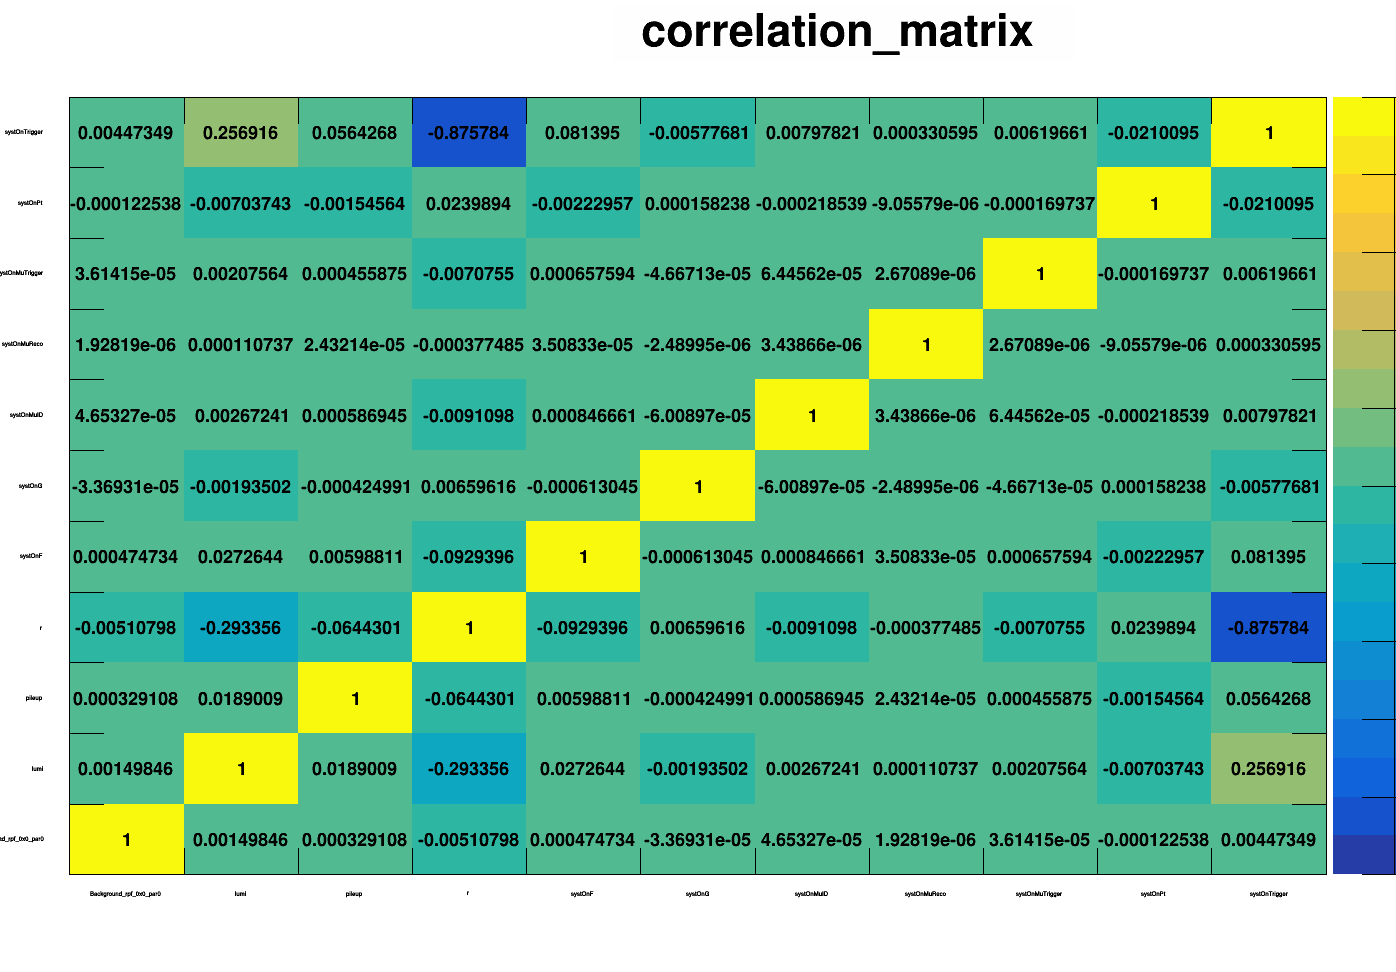 correlation_matrix
systOnTrigger 0.00447349 0.256916 0.0564268 -0.875784 0.081395 -0.00577681 0.00797821 0.000330595 0.00619661 -0.0210095 1
systOnPt -0.000122538 -0.00703743 -0.00154564 0.0239894 -0.00222957 0.000158238 -0.000218539 -9.05579e-06 -0.000169737 1 -0.0210095
ystOnMuTrigger 3.61415e-05 0.00207564 0.000455875 -0.0070755 0.000657594 -4.66713e-05 6.44562e-05 2.67089e-06 1 -0.000169737 0.00619661
systOnMuReco 1.92819e-06 0.000110737 2.43214e-05 -0.000377485 3.50833e-05 -2.48995e-06 3.43866e-06 1 2.67089e-06 -9.05579e-06 0.000330595
systOnMuID 4.65327e-05 0.00267241 0.000586945 -0.0091098 0.000846661 -6.00897e-05 1 3.43866e-06 6.44562e-05 -0.000218539 0.00797821
systOnG -3.36931e-05 -0.00193502 -0.000424991 0.00659616 -0.000613045 1 -6.00897e-05 -2.48995e-06 -4.66713e-05 0.000158238 -0.00577681
systOnF 0.000474734 0.0272644 0.00598811 -0.0929396 1 -0.000613045 0.000846661 3.50833e-05 0.000657594 -0.00222957 0.081395
r -0.00510798 -0.293356 -0.0644301 1 -0.0929396 0.00659616 -0.0091098 -0.000377485 -0.0070755 0.0239894 -0.875784
pileup 0.000329108 0.0189009 1 -0.0644301 0.00598811 -0.000424991 0.000586945 2.43214e-05 0.000455875 -0.00154564 0.0564268
lumi 0.00149846 1 0.0189009 -0.293356 0.0272644 -0.00193502 0.00267241 0.000110737 0.00207564 -0.00703743 0.256916
nd_rpf_0x0_par0 1 0.00149846 0.000329108 -0.00510798 0.000474734 -3.36931e-05 4.65327e-05 1.92819e-06 3.61415e-05 -0.000122538 0.00447349
Background_rpf_0x0_par0 lumi pileup r systOnF systOnG systOnMuID systOnMuReco systOnMuTrigger systOnPt systOnTrigger